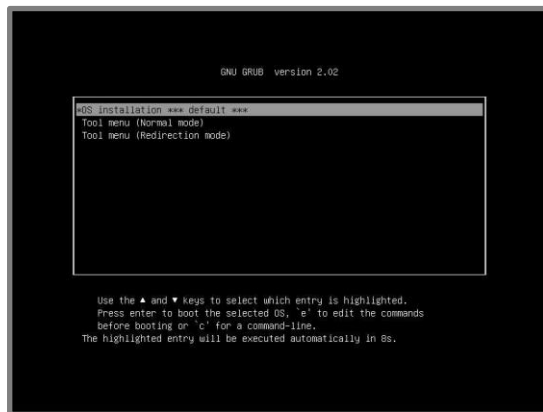 GNU GRUB version 2.02
*OS installation *** default ***
Tool menu (Normal mode)
Tool menu (Redirection mode)
Use the ▲ and ▼ keys to select which entry is highlighted.
Press enter to boot the selected OS, `e' to edit the commands
before booting or `c' for a command-line.
The highlighted entry will be executed automatically in 8s.